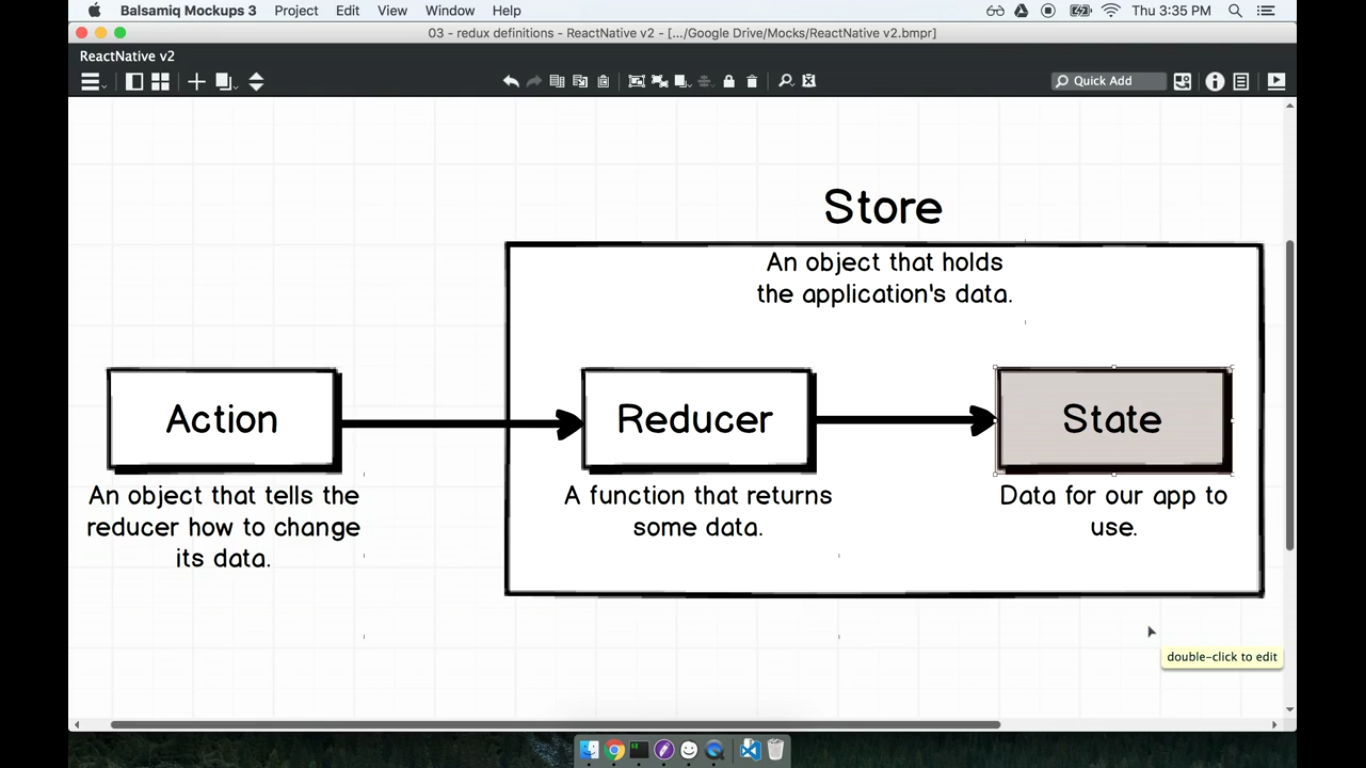 Balsamiq Mockups 3 Project Edit View Window Help Thu 3:35 PM
03 - redux definitions - ReactNative v2 - [.../Google Drive/Mocks/ReactNative v2.bmpr]
ReactNative v2
Quick Add
Store
An object that holds
the application's data.
Action
Reducer
State
An object that tells the
reducer how to change
its data.
A function that returns
some data.
Data for our app to
use.
double-click to edit